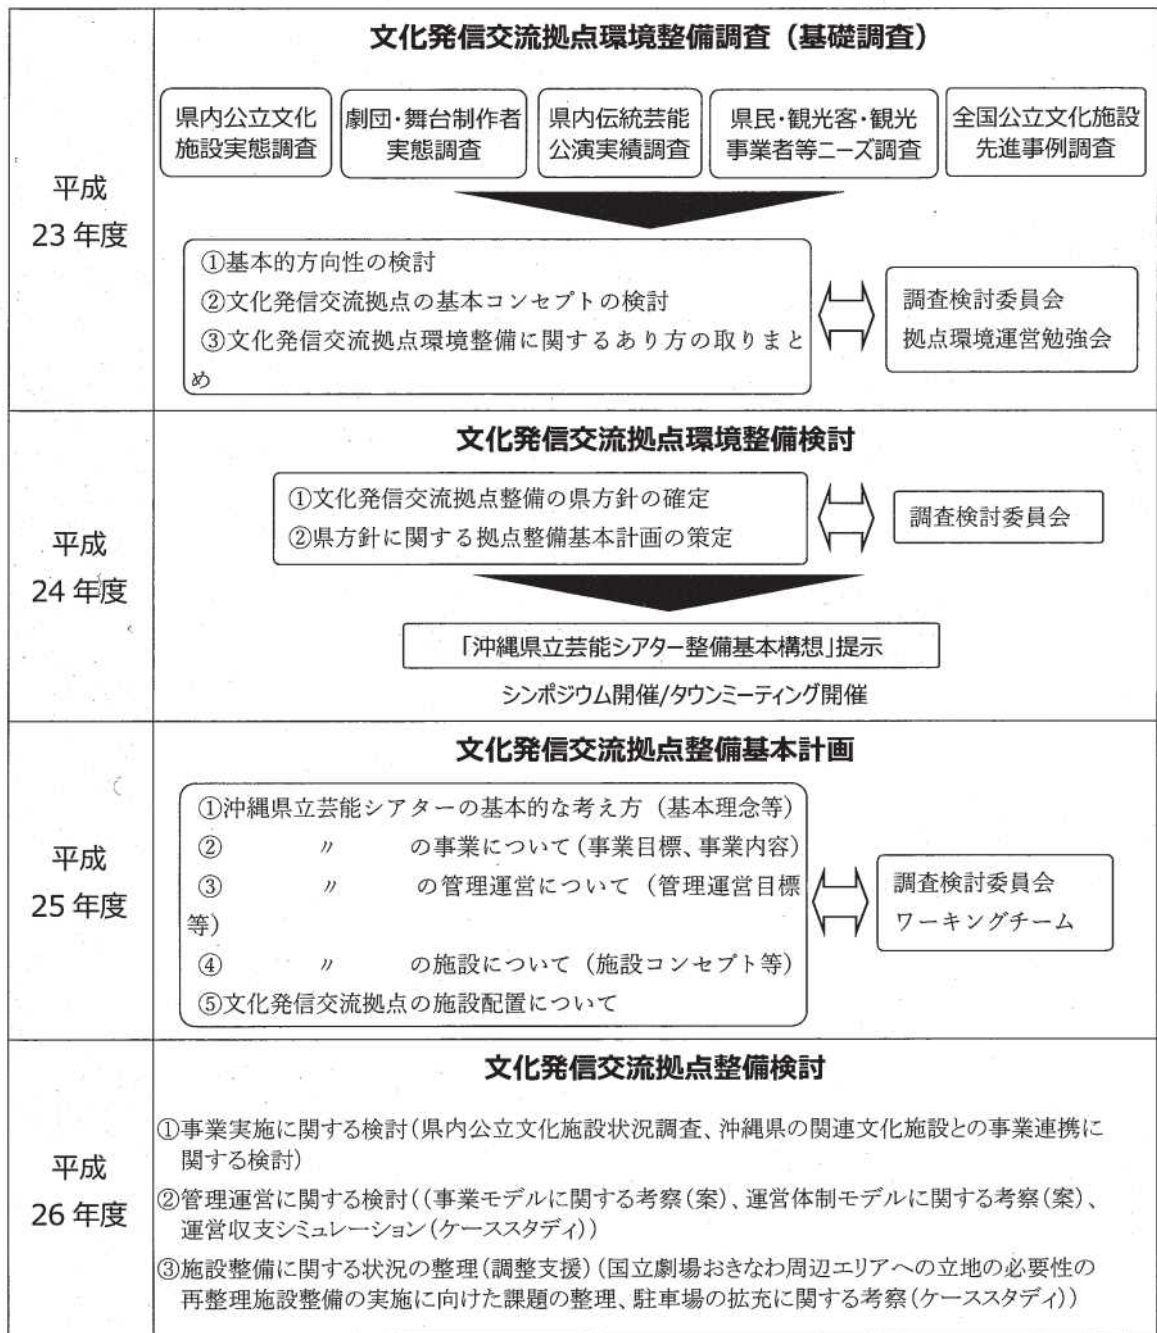 平成
23 年度
文化発信交流拠点環境整備調査（基礎調査）
県内公立文化
施設実態調査
劇団・舞台制作者
実態調査
県内伝統芸能
公演実績調査
県民・観光客・観光
事業者等ニーズ調査
全国公立文化施設
先進事例調査
①基本的方向性の検討
②文化発信交流拠点の基本コンセプトの検討
③文化発信交流拠点環境整備に関するあり方の取りまと
め
調査検討委員会
拠点環境運営勉強会
平成
24 年度
文化発信交流拠点環境整備検討
①文化発信交流拠点整備の県方針の確定
②県方針に関する拠点整備基本計画の策定
調査検討委員会
「沖縄県立芸能シアター整備基本構想」提示
シンポジウム開催/タウンミーティング開催
平成
25 年度
文化発信交流拠点整備基本計画
①沖縄県立芸能シアターの基本的な考え方（基本理念等）
②　　　〃　　　の事業について（事業目標、事業内容）
③　　　〃　　　の管理運営について（管理運営目標
等）
④　　　〃　　　の施設について（施設コンセプト等）
⑤文化発信交流拠点の施設配置について
調査検討委員会
ワーキングチーム
平成
26 年度
文化発信交流拠点整備検討
①事業実施に関する検討（県内公立文化施設状況調査、沖縄県の関連文化施設との事業連携に
関する検討）
②管理運営に関する検討（（事業モデルに関する考察（案）、運営体制モデルに関する考察（案）、
運営収支シミュレーション（ケーススタディ））
③施設整備に関する状況の整理（調整支援）（国立劇場おきなわ周辺エリアへの立地の必要性の
再整理施設整備の実施に向けた課題の整理、駐車場の拡充に関する考察（ケーススタディ））